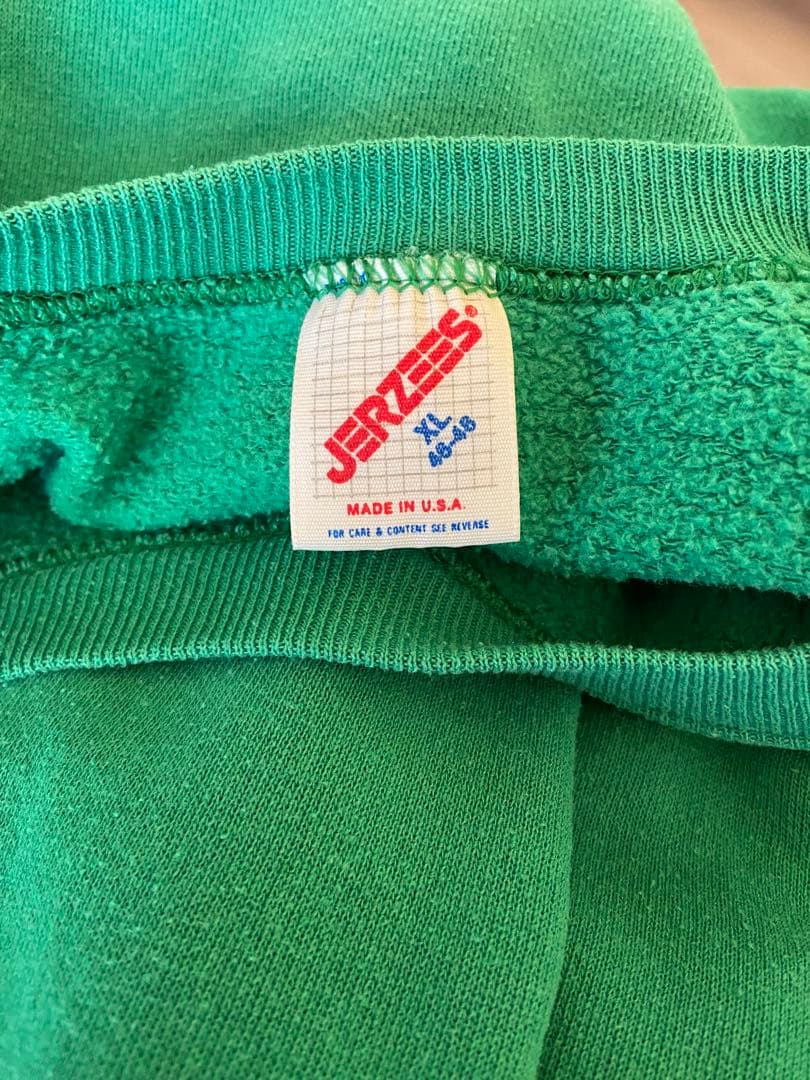 JERZEES®
XL
46-48
MADE IN U.S.A.
FOR CARE & CONTENT SEE REVERSE